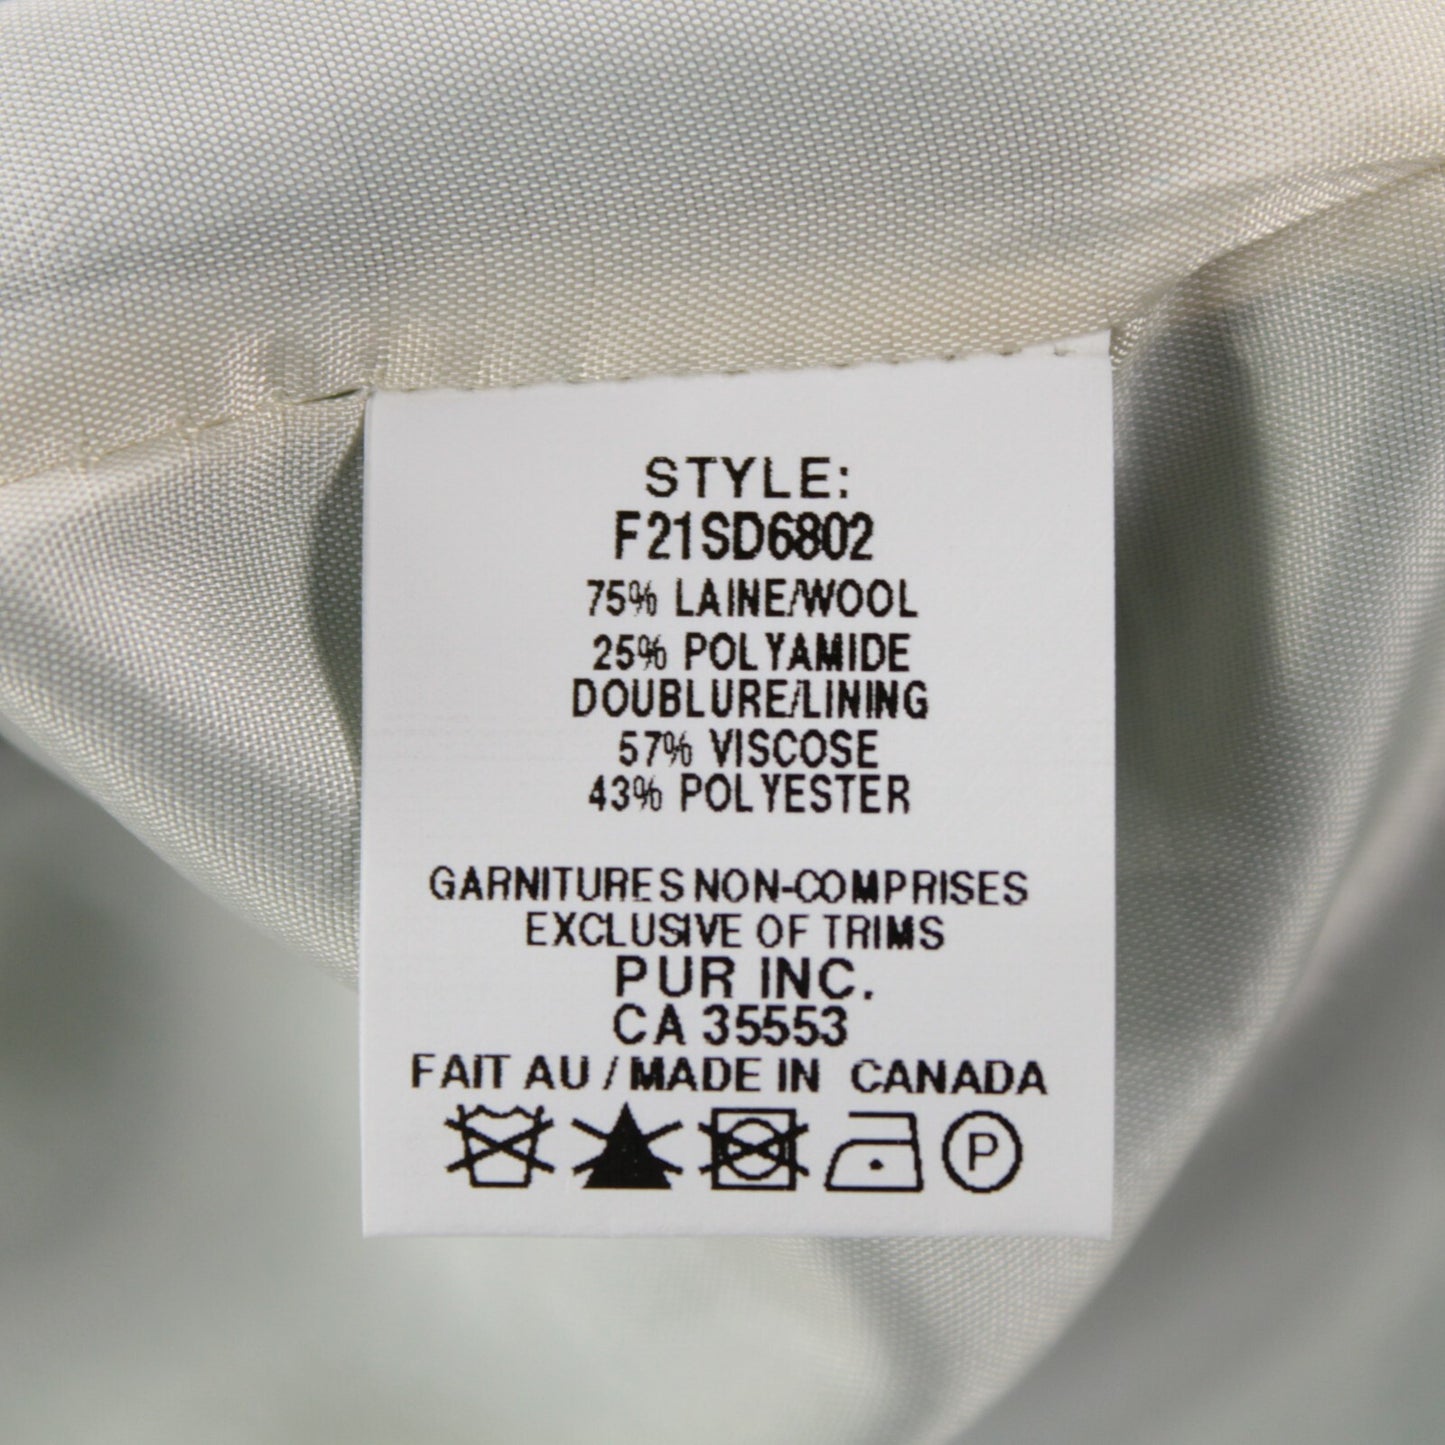 STYLE:
F21SD6802
75% LAINE/WOOL
25% POLYAMIDE
DOUBLURE/LINING
57% VISCOSE
43% POLYESTER
GARNITURES NON-COMPRISES
EXCLUSIVE OF TRIMS
PUR INC.
CA 35553
FAIT AU / MADE IN CANADA
P